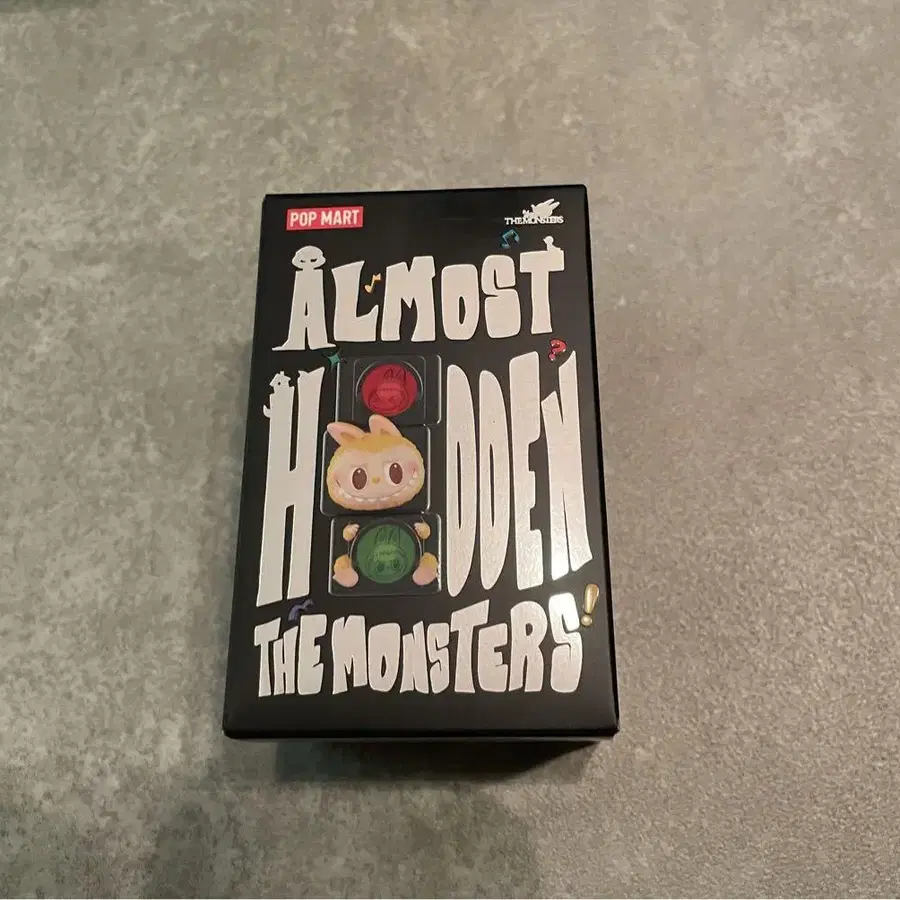 POP MART
THE MONSTERS
ALMOST
HIDDEN
THE MONSTERS